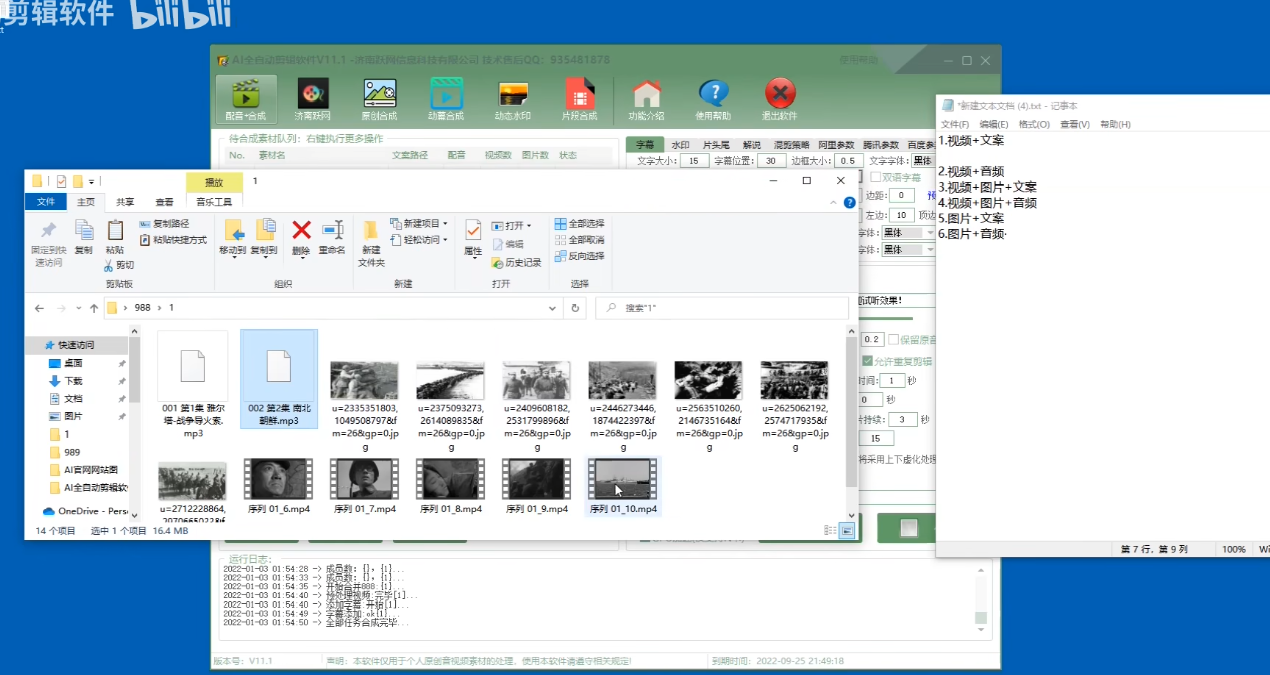 剪辑软件 bilibili
AI全自动剪辑软件V11.1 -济南跃网信息科技有限公司 技术售后QQ: 935481878
使用帮助
配音+合成 济南跃网 原创合成 动画合成 动态水印 片段合成 功能介绍 使用帮助 退出软件
待合成素材队列: 右键执行更多操作
No. 素材名 文案路径 配音 视频数 图片数 状态
字幕 水印 片头尾 解说 混剪策略 阿里参数 腾讯参数 百度参
文字大小: 15 字幕位置: 30 边框大小: 0.5 文字字体: 黑体
双语字幕
边距: 0 预
左边: 10 顶边
字体: 黑体
字体: 黑体
试听效果!
0.2 保留原音
允许重复剪辑
时间: 1 秒
0 秒
片持续: 3 秒
15
将采用上下虚化处理
*新建文本文档 (4).txt - 记事本
文件(F) 编辑(E) 格式(O) 查看(V) 帮助(H)
1.视频+文案
2.视频+音频
3.视频+图片+文案
4.视频+图片+音频
5.图片+文案
6.图片+音频
第 7 行，第 9 列 100% Wi
播放 1
文件 主页 共享 查看 音乐工具
固定到快速访问 复制 粘贴 复制路径 粘贴快捷方式 剪切
移动到 复制到 删除 重命名 新建文件夹 新建项目 轻松访问
属性 打开 编辑 历史记录 全部选择 全部取消 反向选择
剪贴板 组织 新建 打开 选择
988 › 1
搜索"1"
快速访问
桌面
下载
文档
图片
1
989
AI官网网站图
AI全自动剪辑软
OneDrive - Pers
001 第1集 雅尔塔-战争导火索.mp3
002 第2集 南北朝鲜.mp3
u=2335351803,1049508797&fm=26&gp=0.jpg
u=2375093273,2614089835&fm=26&gp=0.jpg
u=2409608182,2531799896&fm=26&gp=0.jpg
u=2446273446,1874422397&fm=26&gp=0.jpg
u=2563510260,2146735164&fm=26&gp=0.jpg
u=2625062192,2574717935&fm=26&gp=0.jpg
u=2712228864,
序列 01_6.mp4
序列 01_7.mp4
序列 01_8.mp4
序列 01_9.mp4
序列 01_10.mp4
14 个项目 选中 1 个项目 16.4 MB
运行日志:
2022-01-03 01:54:28 -> 成员数: {}, {1}...
2022-01-03 01:54:33 -> 成员数: {}, {1}...
2022-01-03 01:54:35 -> 开始合并888:{1}...
2022-01-03 01:54:40 -> 预处理视频:完毕[1]...
2022-01-03 01:54:40 -> 添加字幕:开始[1]...
2022-01-03 01:54:49 -> 字幕添加:ok[1]...
2022-01-03 01:54:50 -> 全部任务合成完毕...
版本号: V11.1 声明: 本软件仅用于个人原创音视频素材的处理，使用本软件请遵守相关规定! 到期时间: 2022-09-25 21:49:18